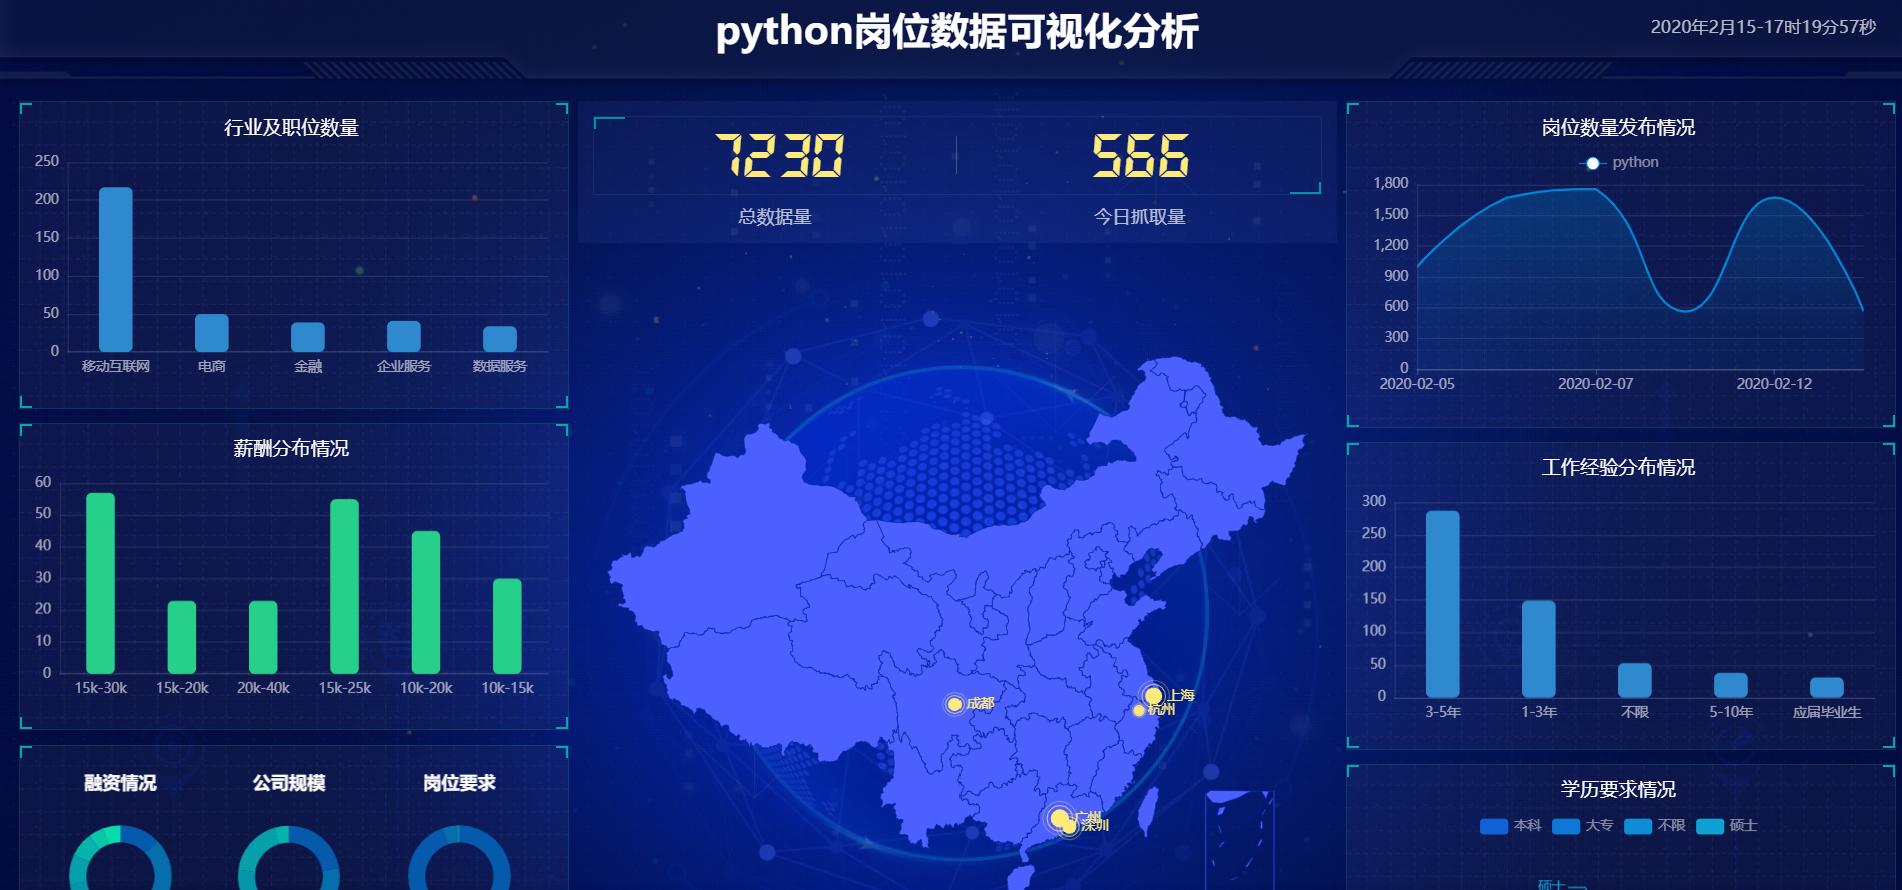 python岗位数据可视化分析
2020年2月15-17时19分57秒
行业及职位数量
250
200
150
100
50
0
移动互联网 电商 金融 企业服务 数据服务
薪酬分布情况
60
50
40
30
20
10
0
15k-30k 15k-20k 20k-40k 15k-25k 10k-20k 10k-15k
融资情况 公司规模 岗位要求
7230 566
总数据量 今日抓取量
成都
上海
杭州
广州
深圳
岗位数量发布情况
python
1,800
1,500
1,200
900
600
300
0
2020-02-05 2020-02-07 2020-02-12
工作经验分布情况
300
250
200
150
100
50
0
3-5年 1-3年 不限 5-10年 应届毕业生
学历要求情况
本科 大专 不限 硕士
硕士